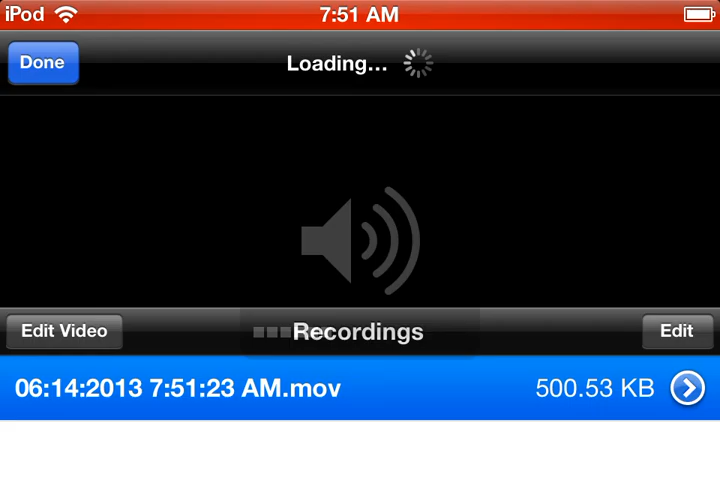 iPod 7:51 AM
Done Loading...
Edit Video Recordings Edit
06:14:2013 7:51:23 AM.mov 500.53 KB